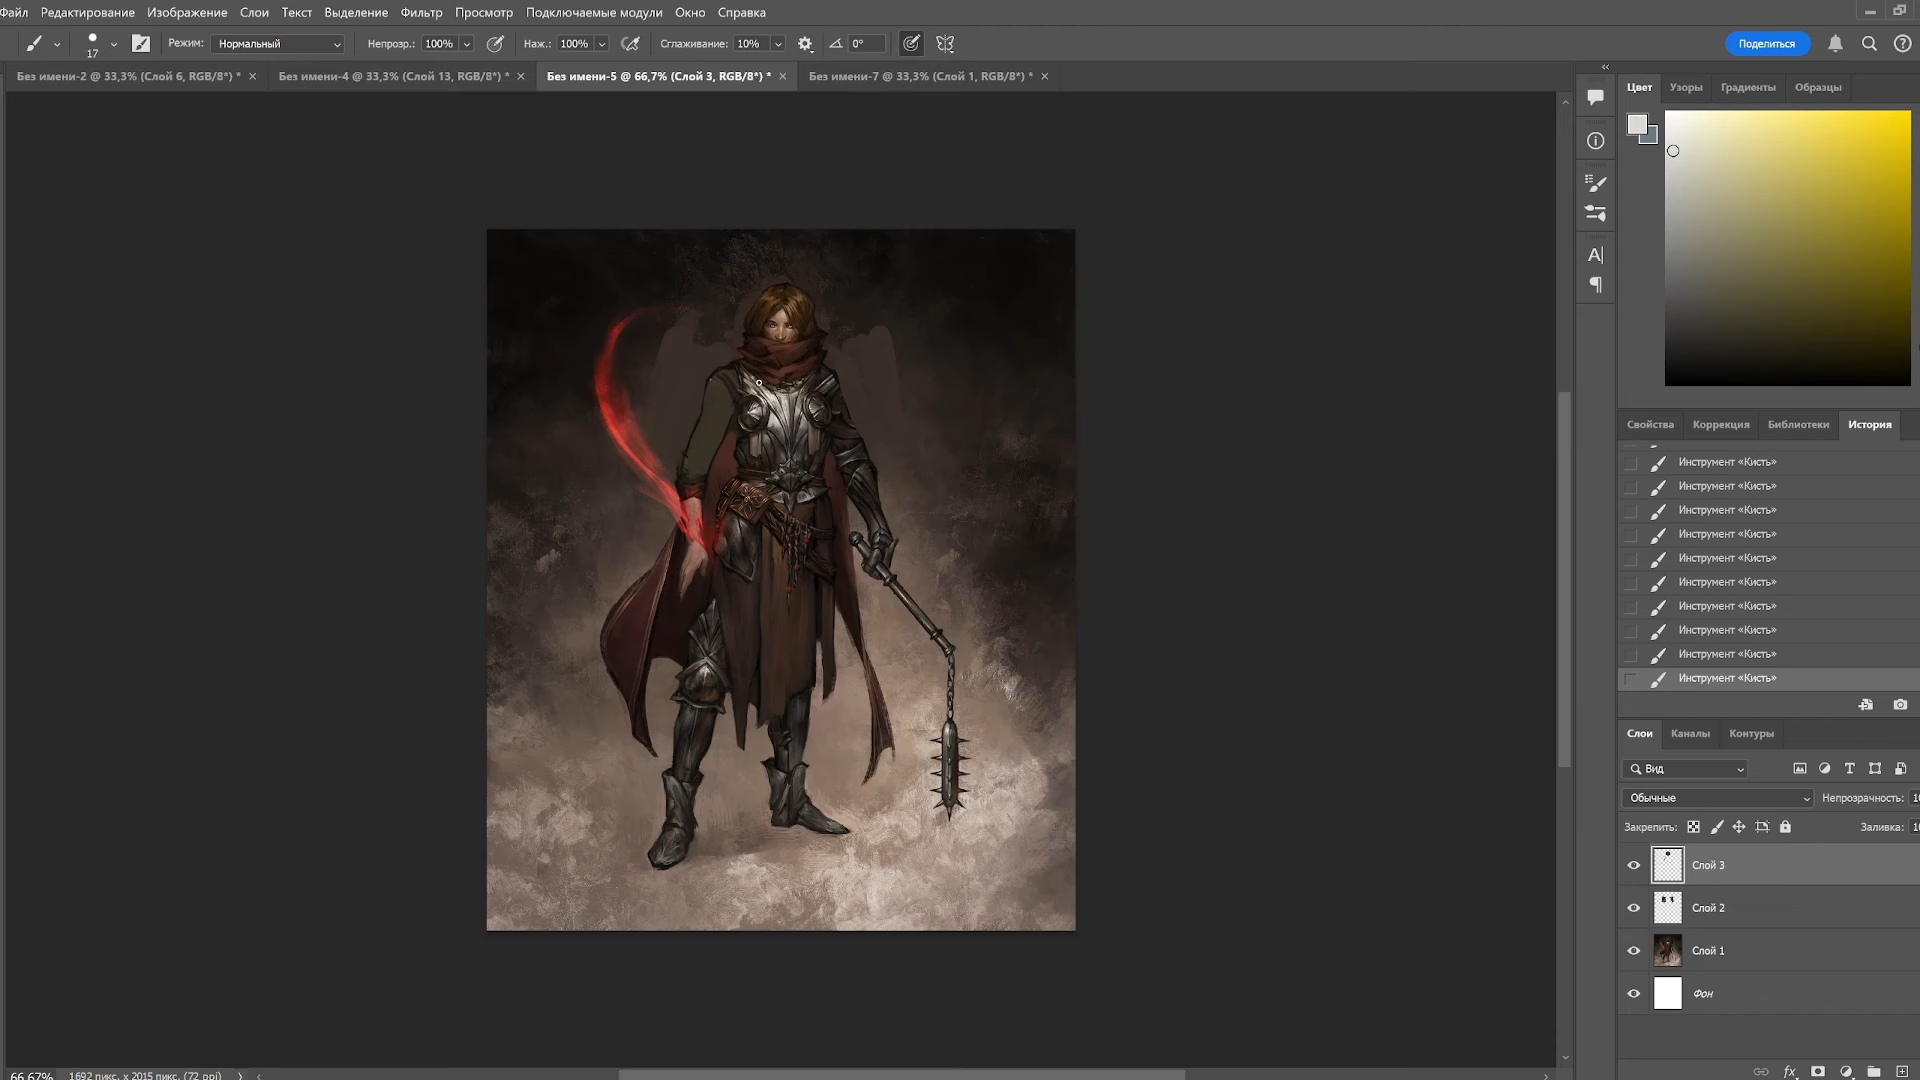 Файл Редактирование Изображение Слои Текст Выделение Фильтр Просмотр Подключаемые модули Окно Справка
17 Режим: Нормальный Непрозр.: 100% Наж.: 100% Сглаживание: 10% 0° Поделиться
Без имени-2 @ 33,3% (Слой 6, RGB/8*) * Без имени-4 @ 33,3% (Слой 13, RGB/8*) * Без имени-5 @ 66,7% (Слой 3, RGB/8*) * Без имени-7 @ 33,3% (Слой 1, RGB/8*) *
Цвет Узоры Градиенты Образцы
Свойства Коррекция Библиотеки История
Инструмент «Кисть»
Инструмент «Кисть»
Инструмент «Кисть»
Инструмент «Кисть»
Инструмент «Кисть»
Инструмент «Кисть»
Инструмент «Кисть»
Инструмент «Кисть»
Инструмент «Кисть»
Инструмент «Кисть»
Слои Каналы Контуры
Вид
Обычные Непрозрачность: 10
Закрепить: Заливка: 10
Слой 3
Слой 2
Слой 1
Фон
fx
66,67% 1692 пикс. x 2015 пикс. (72 ppi)